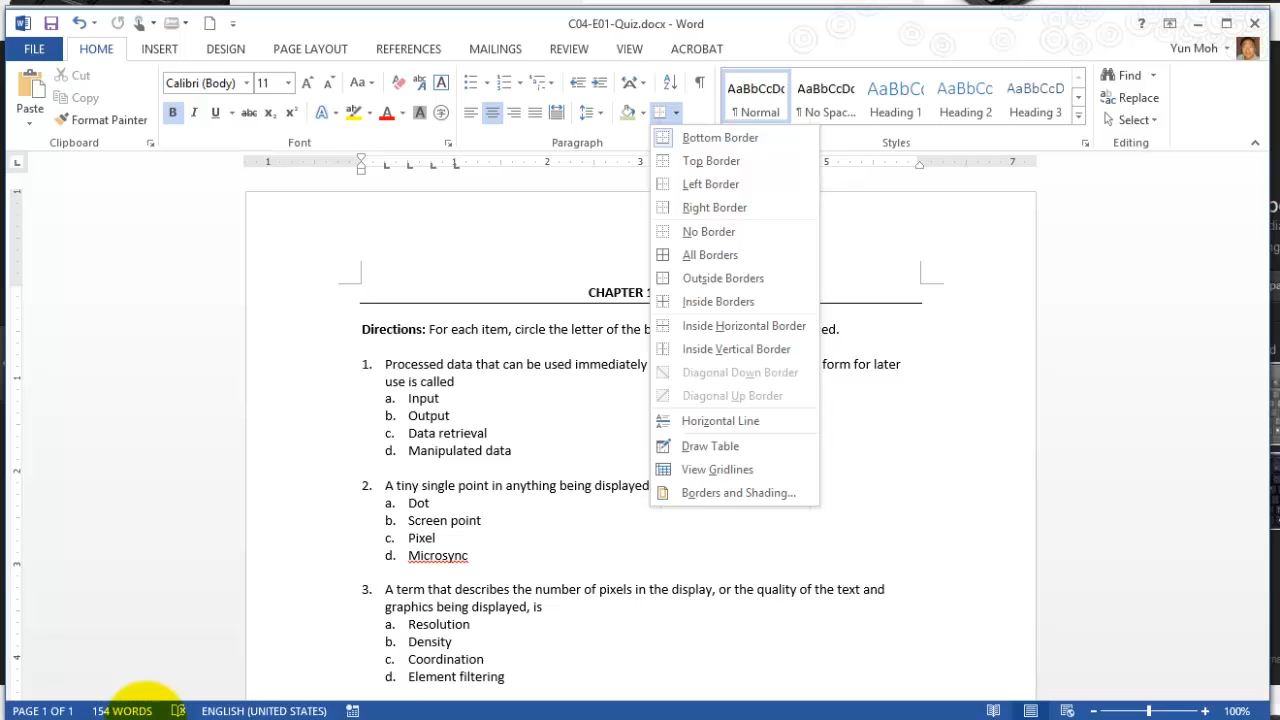 C04-E01-Quiz.docx - Word
FILE HOME INSERT DESIGN PAGE LAYOUT REFERENCES MAILINGS REVIEW VIEW ACROBAT Yun Moh
Paste
Cut
Copy
Format Painter
Clipboard
Calibri (Body) 11
Font
Paragraph
AaBbCcDc AaBbCcDc AaBbC AaBbCc AaBbCcD
¶ Normal ¶ No Spac... Heading 1 Heading 2 Heading 3
Styles
Find
Replace
Select
Editing
Bottom Border
Top Border
Left Border
Right Border
No Border
All Borders
Outside Borders
Inside Borders
Inside Horizontal Border
Inside Vertical Border
Diagonal Down Border
Diagonal Up Border
Horizontal Line
Draw Table
View Gridlines
Borders and Shading...
1 1 2 3 5 7
CHAPTER 1
Directions: For each item, circle the letter of the b ed.
1. Processed data that can be used immediately form for later
use is called
a. Input
b. Output
c. Data retrieval
d. Manipulated data
2. A tiny single point in anything being displayed
a. Dot
b. Screen point
c. Pixel
d. Microsync
3. A term that describes the number of pixels in the display, or the quality of the text and
graphics being displayed, is
a. Resolution
b. Density
c. Coordination
d. Element filtering
PAGE 1 OF 1 154 WORDS ENGLISH (UNITED STATES) 100%